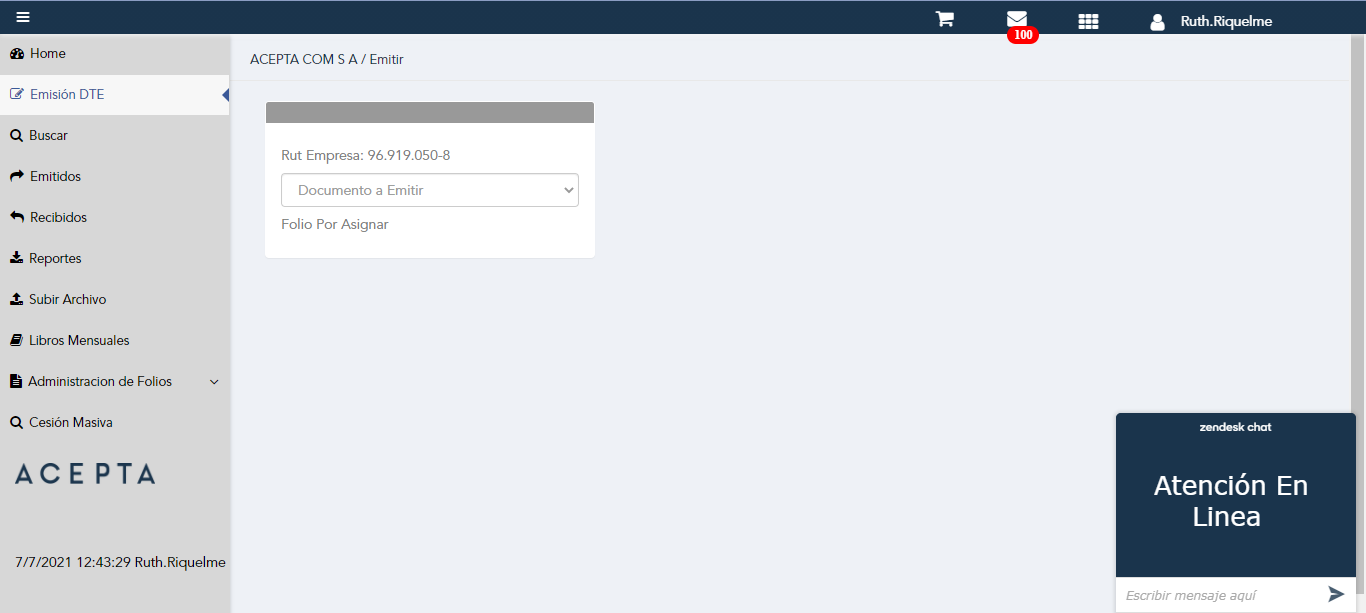 100
Ruth.Riquelme
Home
Emisión DTE
Buscar
Emitidos
Recibidos
Reportes
Subir Archivo
Libros Mensuales
Administracion de Folios
Cesión Masiva
ACEPTA
7/7/2021 12:43:29 Ruth.Riquelme
ACEPTA COM S A / Emitir
Rut Empresa: 96.919.050-8
Documento a Emitir
Folio Por Asignar
zendesk chat
Atención En
Linea
Escribir mensaje aquí